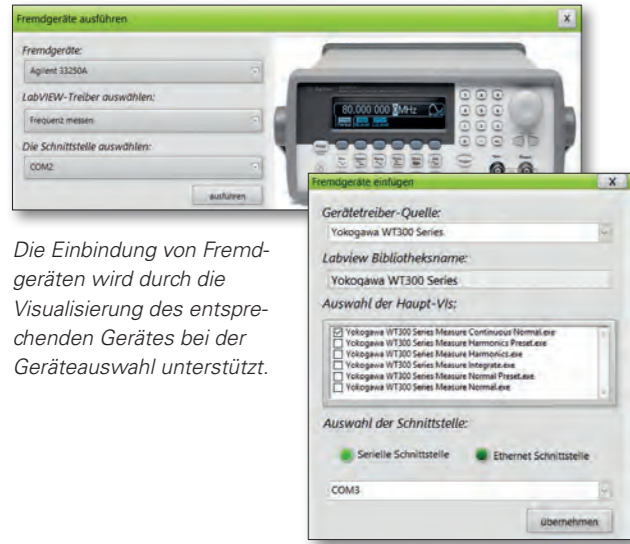 Fremdgeräte ausführen
x
Fremdgeräte:
Agilent 33250A
LabVIEW-Treiber auswählen:
Frequenz messen
Die Schnittstelle auswählen:
COM2
ausführen
80.000 000 0MHz
Die Einbindung von Fremd-
geräten wird durch die
Visualisierung des entspre-
chenden Gerätes bei der
Geräteauswahl unterstützt.
Fremdgeräte einfügen
X
Gerätetreiber-Quelle:
Yokogawa WT300 Series
Labview Bibliotheksname:
Yokogawa WT300 Series
Auswahl der Haupt-VIs:
Yokogawa WT300 Series Measure Continuous Normal.exe
Yokogawa WT300 Series Measure Harmonics Preset.exe
Yokogawa WT300 Series Measure Harmonics.exe
Yokogawa WT300 Series Measure Integrate.exe
Yokogawa WT300 Series Measure Normal Preset.exe
Yokogawa WT300 Series Measure Normal.exe
Auswahl der Schnittstelle:
Serielle Schnittstelle Ethernet Schnittstelle
COM3
übernehmen